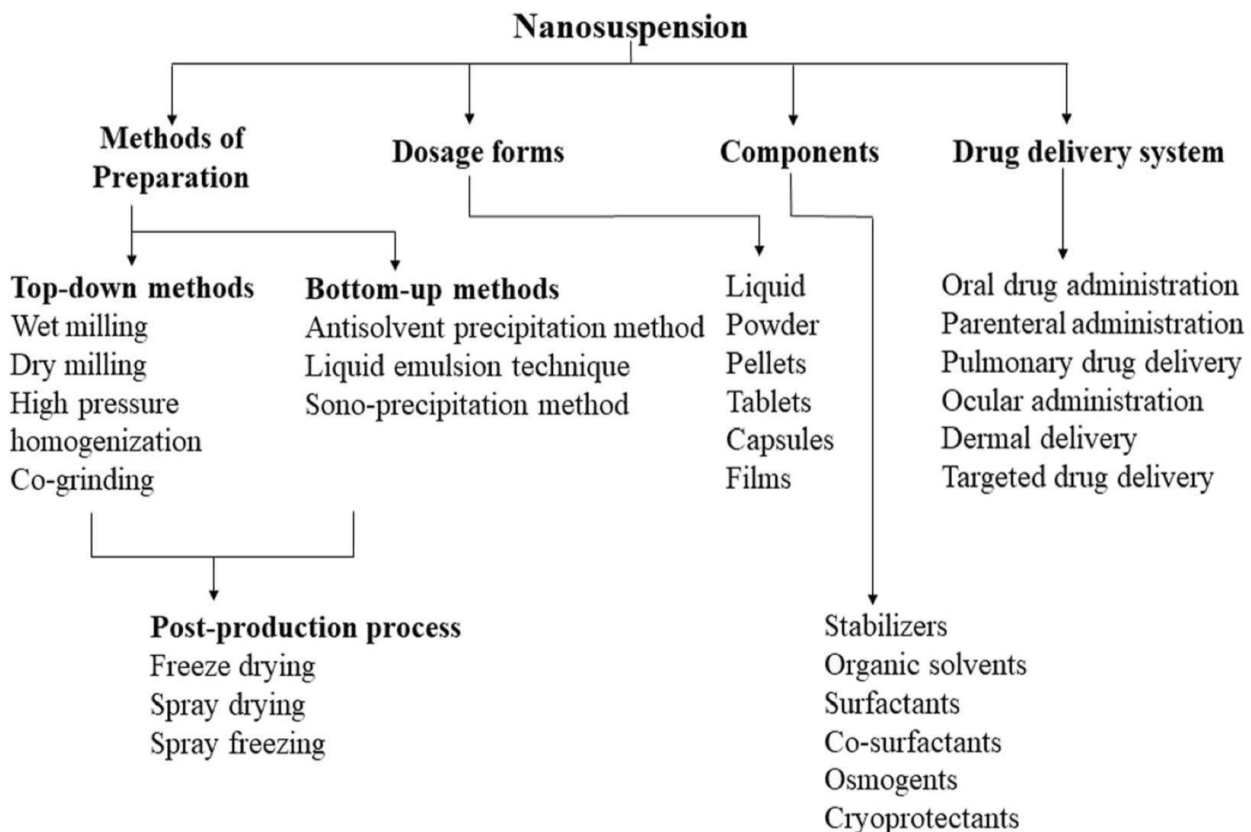 Nanosuspension
Methods of
Preparation
Dosage forms
Components
Drug delivery system
Top-down methods
Wet milling
Dry milling
High pressure
homogenization
Co-grinding
Bottom-up methods
Antisolvent precipitation method
Liquid emulsion technique
Sono-precipitation method
Liquid
Powder
Pellets
Tablets
Capsules
Films
Oral drug administration
Parenteral administration
Pulmonary drug delivery
Ocular administration
Dermal delivery
Targeted drug delivery
Post-production process
Freeze drying
Spray drying
Spray freezing
Stabilizers
Organic solvents
Surfactants
Co-surfactants
Osmogents
Cryoprotectants